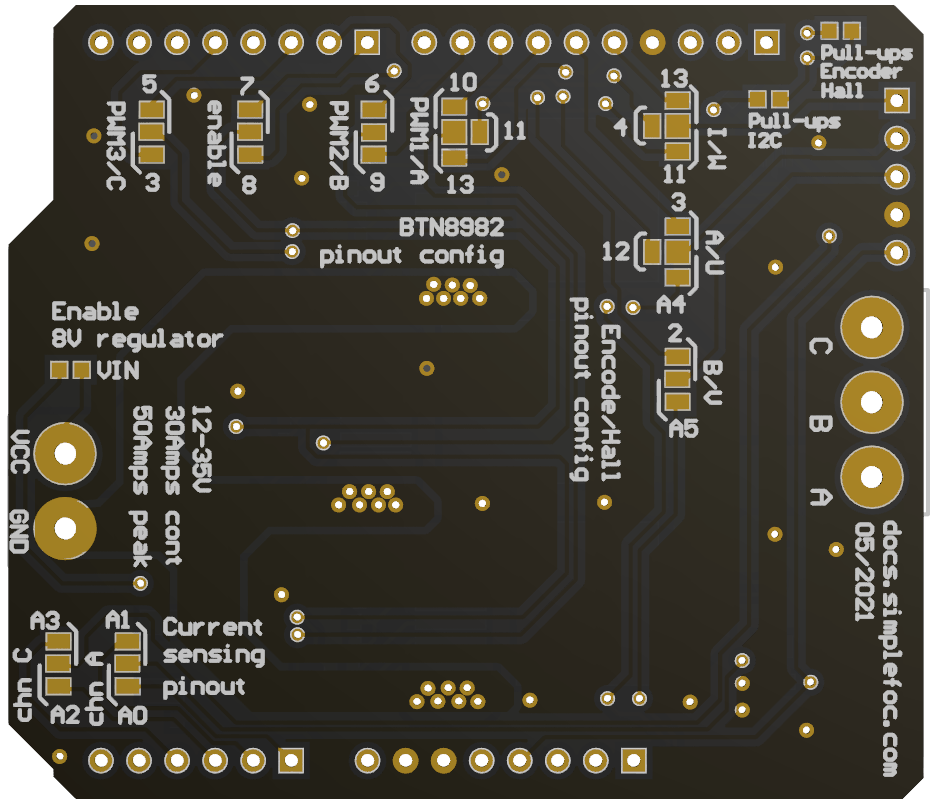 Pull-ups
Encoder
Hall
Pull-ups
I2C
5
PWM3/C
3
7
enable
8
6
PWM2/B
9
10
PWM1/A
11
13
13
4
I/W
11
3
12
A/U
A4
2
B/V
A5
BTN8982
pinout config
Encode/Hall
pinout config
Enable
8V regulator
VIN
12-35V
30Amps cont
50Amps peak
VCC
GND
C
B
A
docs.simplefoc.com
05/2021
A3
chn C
A2
A1
chn A
A0
Current
sensing
pinout